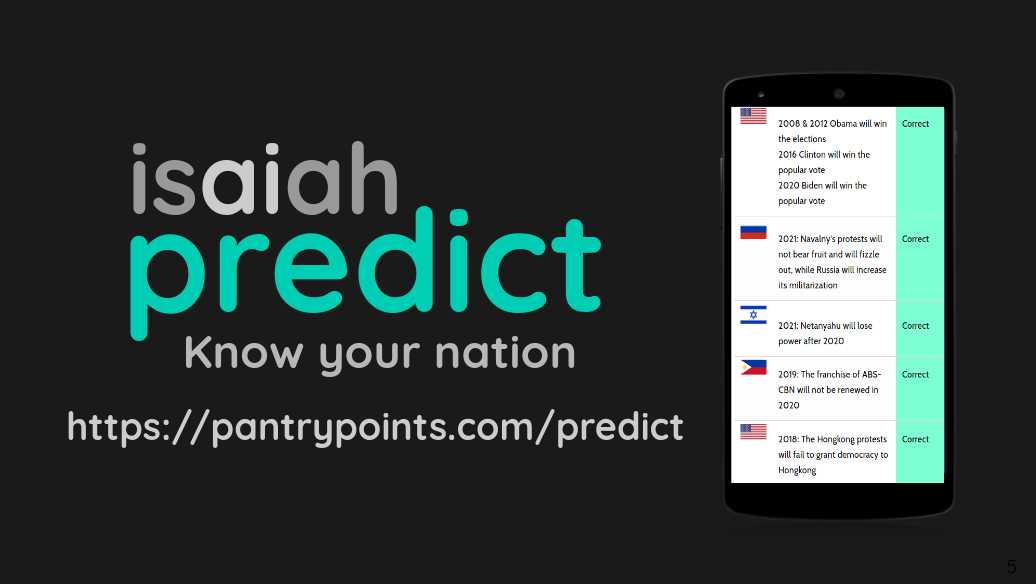 isaiah
predict
Know your nation
https://pantrypoints.com/predict
2008 & 2012 Obama will win
the elections
2016 Clinton will win the
popular vote
2020 Biden will win the
popular vote
Correct
2021: Navalny's protests will
not bear fruit and will fizzle
out, while Russia will increase
its militarization
Correct
2021: Netanyahu will lose
power after 2020
Correct
2019: The franchise of ABS-
CBN will not be renewed in
2020
Correct
2018: The Hongkong protests
will fail to grant democracy to
Hongkong
Correct
5